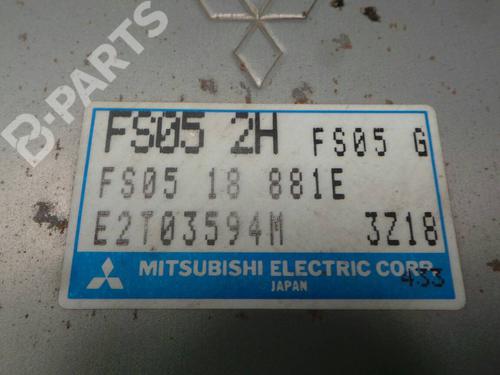 B-PARTS
FS05 2H FS05 G
FS05 18 881E
E2T03594M 3Z18
MITSUBISHI ELECTRIC CORP.
JAPAN
433